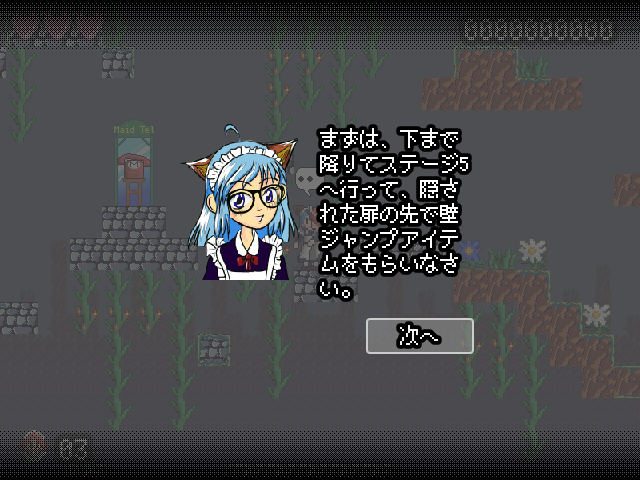 0000000000
Maid Tel
まずは、下まで
降りてステージ5
へ行って、隠さ
れた扉の先で壁
ジャンプアイテ
ムをもらいなさ
い。
次へ
03